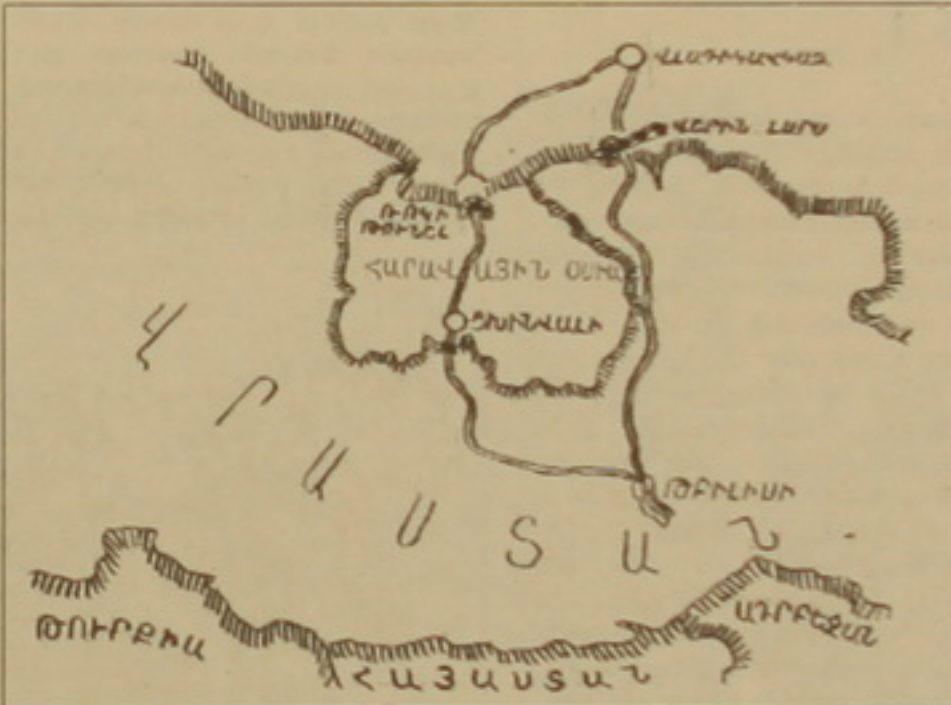 ՎԼԱԴԻԿԱՎԿԱԶ
ՎԵՐԻՆ ԼԱՐՍ
ՌՈԿԻ
ԹՈՒՆԵԼ
ՀԱՐԱՎԱՅԻՆ ՕՍԻԱ
ՑԽԻՆՎԱԼԻ
ՎՐԱՍՏԱՆ
ԹԲԻԼԻՍԻ
ԹՈՒՐՔԻԱ
ՀԱՅԱՍՏԱՆ
ԱԴՐԲԵՋԱՆ